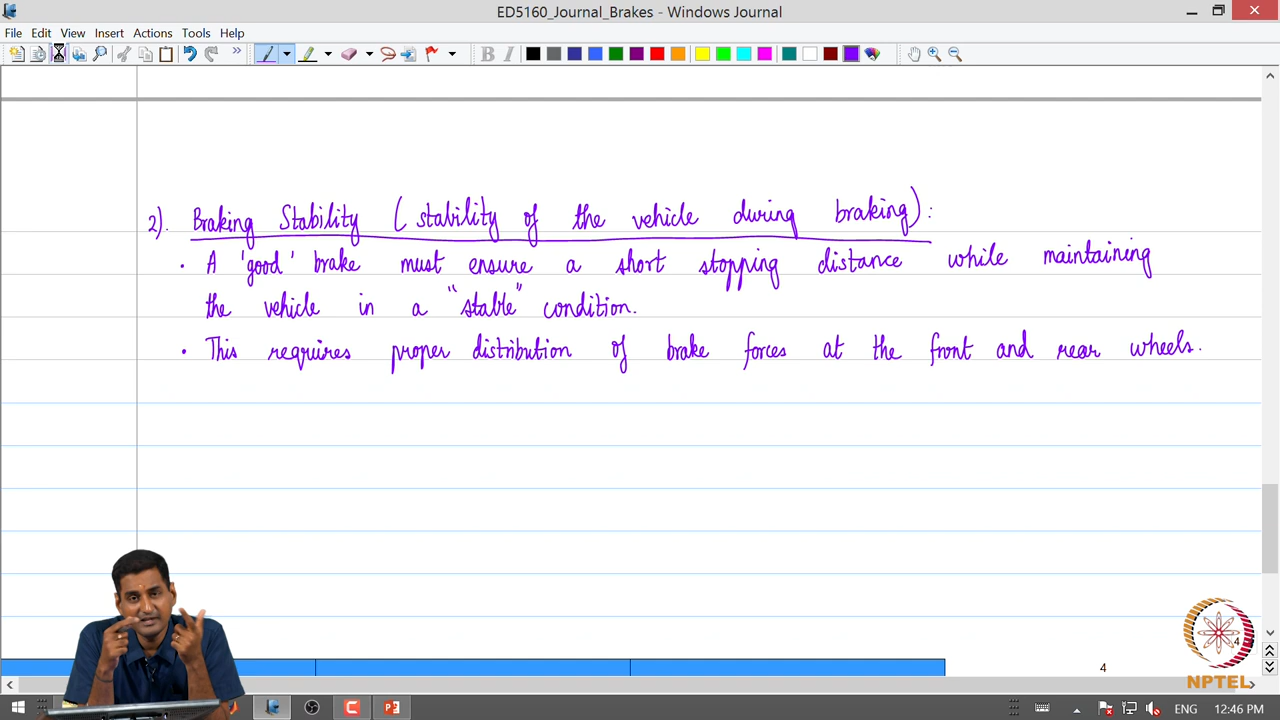 ED5160_Journal_Brakes - Windows Journal
File Edit View Insert Actions Tools Help
2). Braking Stability (stability of the vehicle during braking):
• A 'good' brake must ensure a short stopping distance while maintaining
the vehicle in a "stable" condition.
• This requires proper distribution of brake forces at the front and rear wheels.
4
4
NPTEL
ENG 12:46 PM